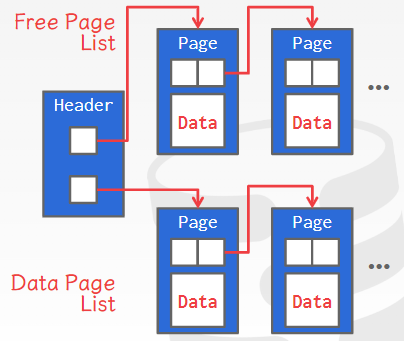 Free Page
List
Page
Page
Header
Data
Data
...
Page
Page
Data Page
List
Data
Data
...